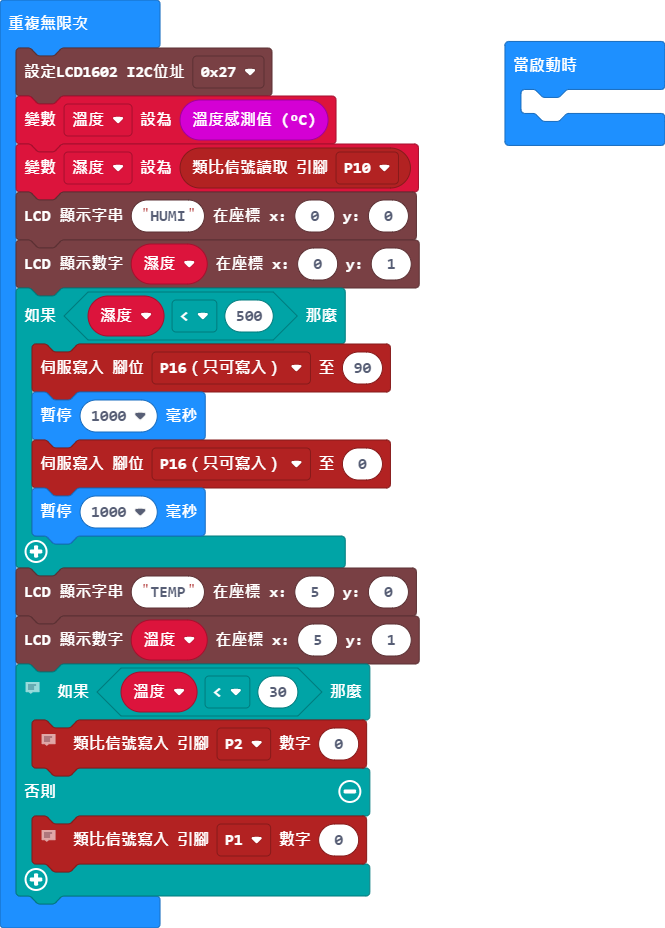 重複無限次
當啟動時
設定LCD1602 I2C位址 0x27
變數 溫度 設為 溫度感測值 (ºC)
變數 濕度 設為 類比信號讀取 引腳 P10
LCD 顯示字串 "HUMI" 在座標 x: 0 y: 0
LCD 顯示數字 濕度 在座標 x: 0 y: 1
如果 濕度 < 500 那麼
伺服寫入 腳位 P16（只可寫入） 至 90
暫停 1000 毫秒
伺服寫入 腳位 P16（只可寫入） 至 0
暫停 1000 毫秒
LCD 顯示字串 "TEMP" 在座標 x: 5 y: 0
LCD 顯示數字 溫度 在座標 x: 5 y: 1
如果 溫度 < 30 那麼
類比信號寫入 引腳 P2 數字 0
否則
類比信號寫入 引腳 P1 數字 0